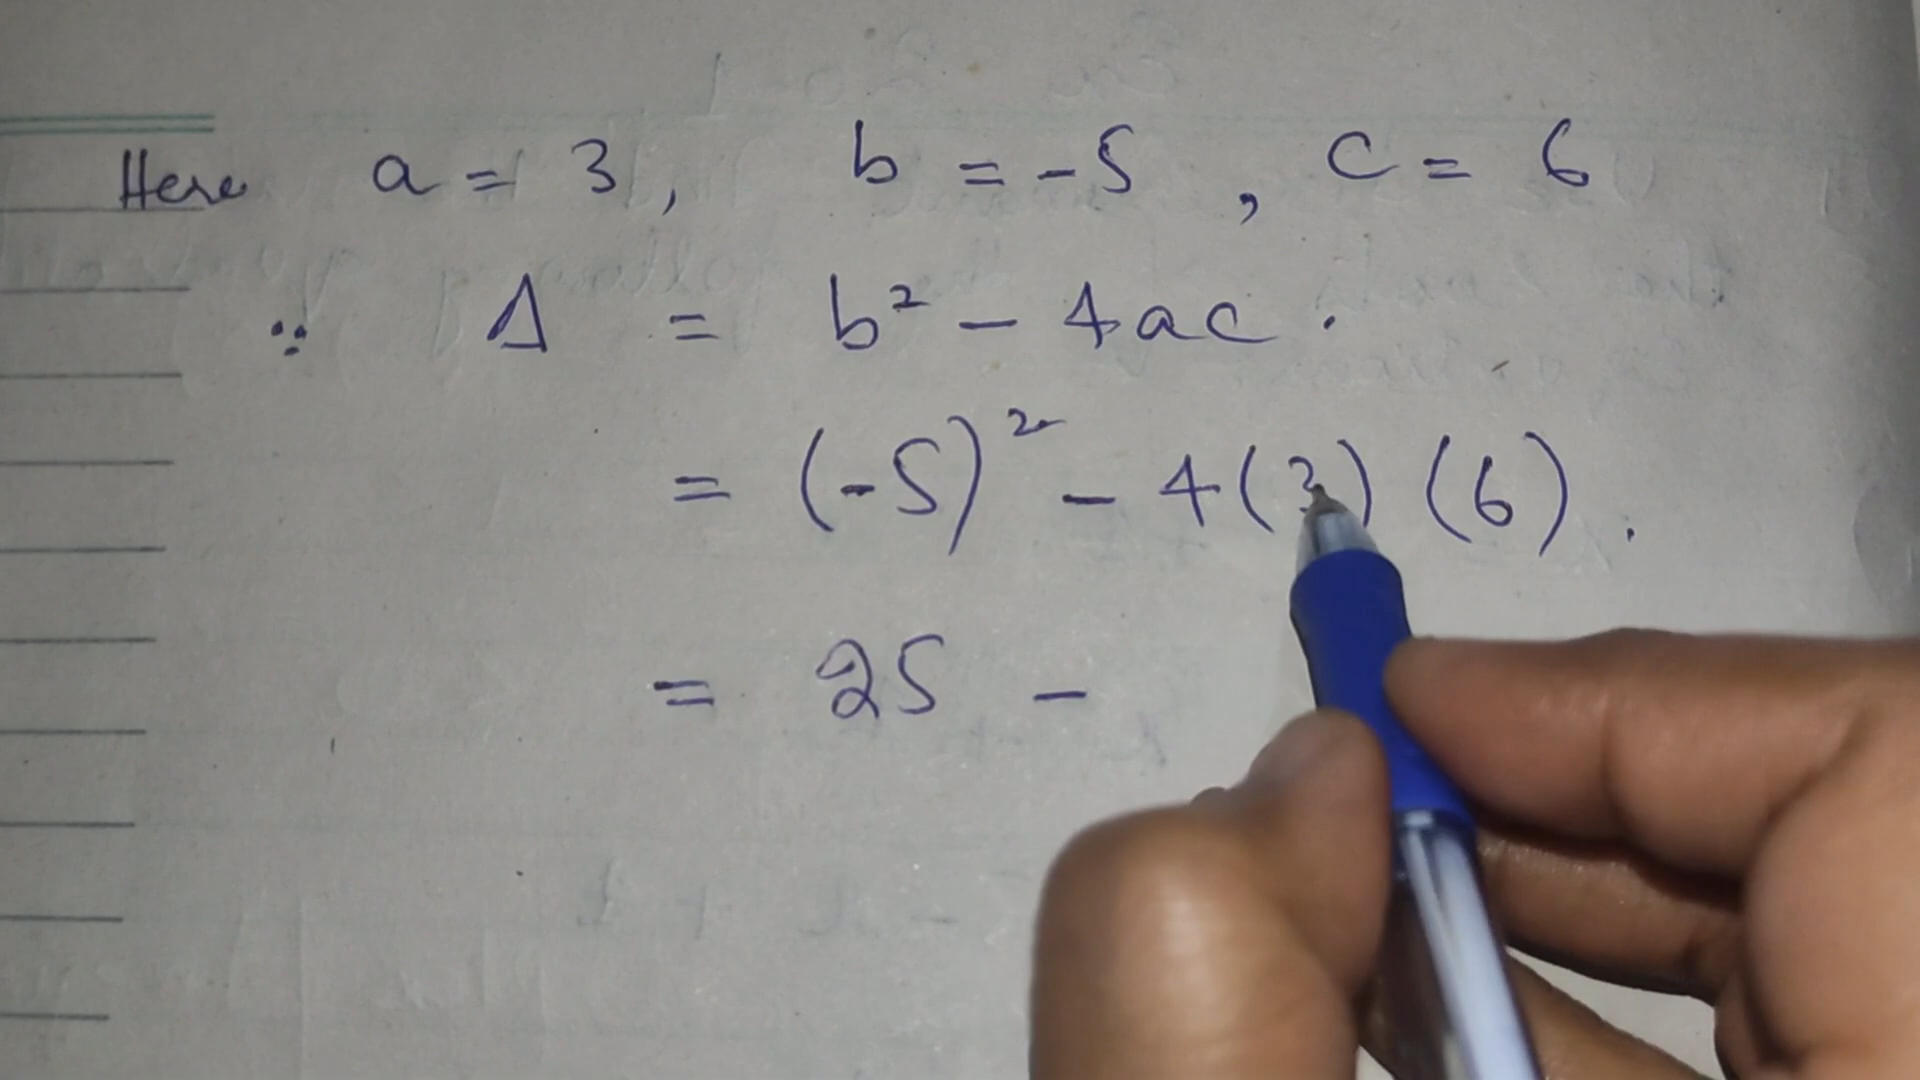 Here a = 3, b = -5, c = 6
∵ Δ = b² - 4ac.
= (-5)² - 4(3)(6).
= 25 -